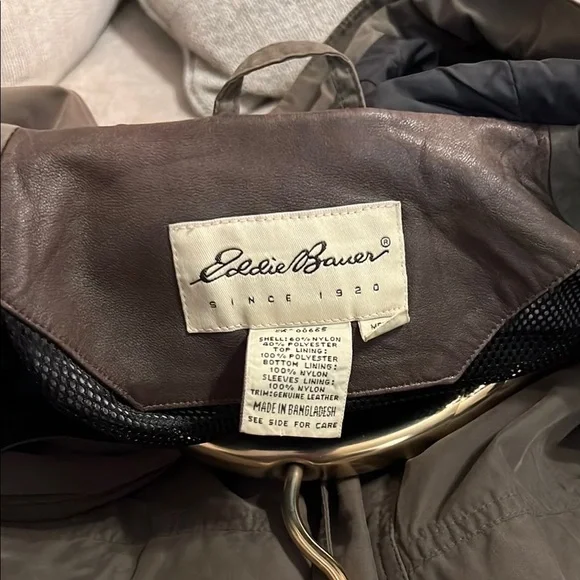 Eddie Bauer®
SINCE 1920
SHELL: 60% NYLON
40% POLYESTER
TOP LINING:
100% POLYESTER
BOTTOM LINING:
100% NYLON
SLEEVES LINING:
100% NYLON
TRIM:GENUINE LEATHER
MADE IN BANGLADESH
SEE SIDE FOR CARE